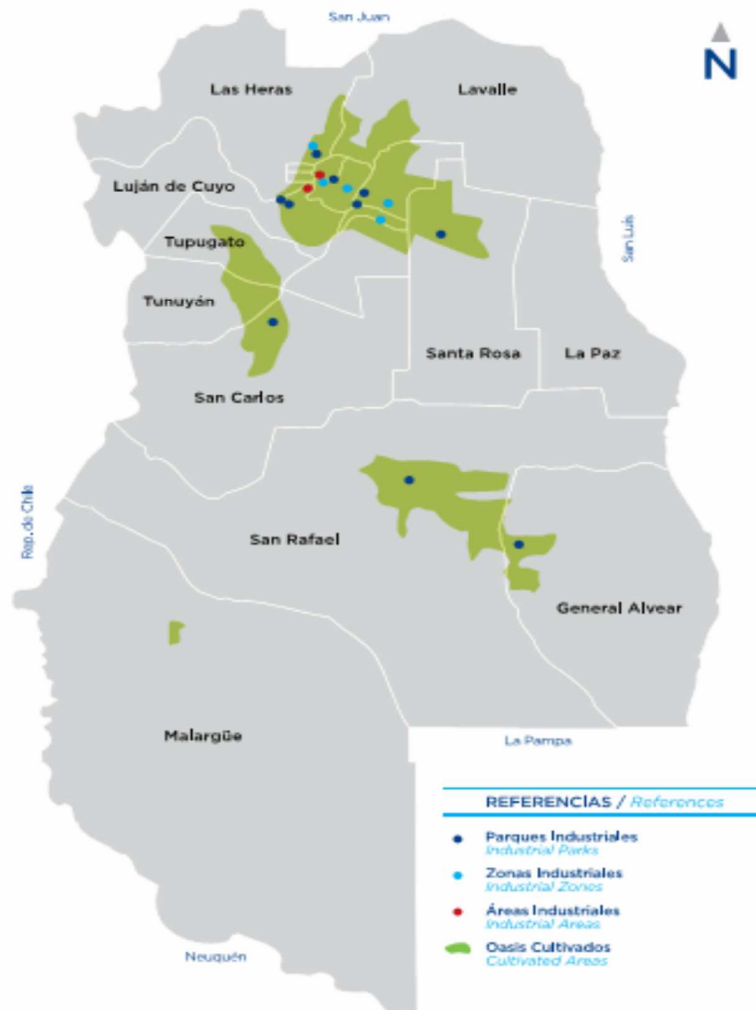 San Juan
N
Las Heras
Lavalle
Luján de Cuyo
Tupugato
San Luis
Tunuyán
Santa Rosa
La Paz
San Carlos
Rep. de Chile
San Rafael
General Alvear
Malargüe
La Pampa
REFERENCÍAS / References
Parques Industriales
Industrial Parks
Zonas Industriales
Industrial Zones
Áreas Industriales
Industrial Areas
Oasis Cultivados
Cultivated Areas
Neuquén